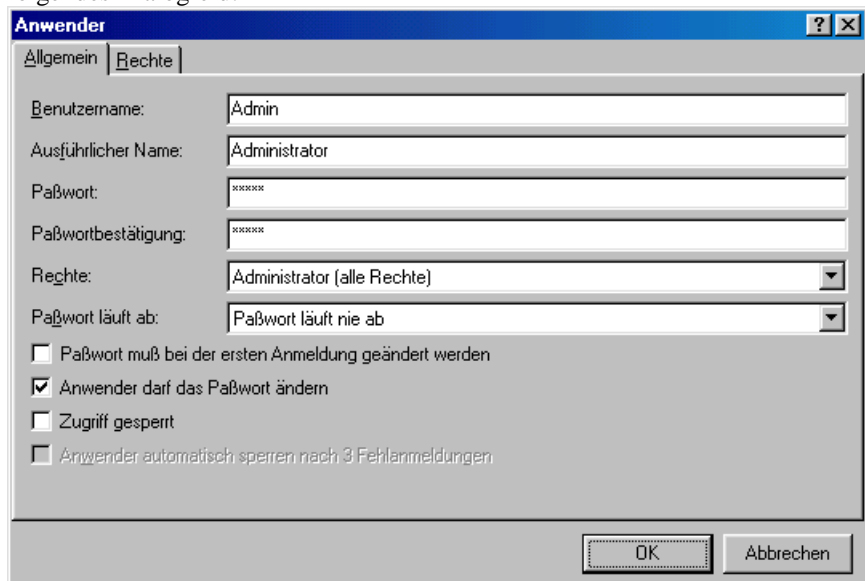 Anwender
Allgemein Rechte
Benutzername: Admin
Ausführlicher Name: Administrator
Paßwort: *****
Paßwortbestätigung: *****
Rechte: Administrator (alle Rechte)
Paßwort läuft ab: Paßwort läuft nie ab
Paßwort muß bei der ersten Anmeldung geändert werden
Anwender darf das Paßwort ändern
Zugriff gesperrt
Anwender automatisch sperren nach 3 Fehlanmeldungen
OK Abbrechen